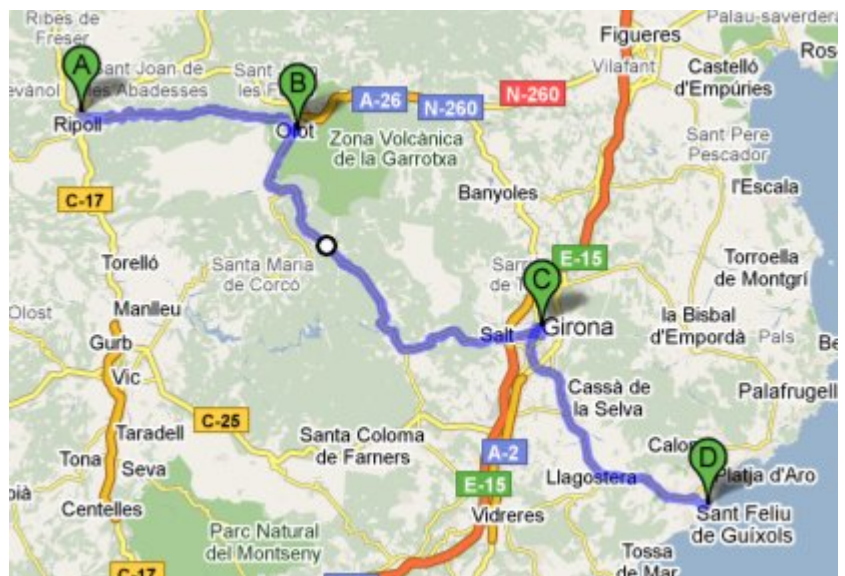 Ribes de
Freser
Palau-saverdera
Figueres
A
Sant Joan de
les Abadesses
Sant
B
Vilafant
Castelló
d'Empúries
A-26
N-260
N-260
Ripoll
Olot
Zona Volcànica
de la Garrotxa
Sant Pere
Pescador
C-17
Banyoles
l'Escala
Torelló
Santa Maria
de Corcó
E-15
Torroella
de Montgrí
C
Olost
Manlleu
Salt
Girona
la Bisbal
d'Empordà
Pals
Gurb
Vic
Cassà de
la Selva
Palafrugell
C-25
Taradell
Santa Coloma
de Farners
A-2
D
Tona
Seva
E-15
Llagostera
Platja d'Aro
Centelles
Vidreres
Sant Feliu
de Guíxols
Parc Natural
del Montseny
Tossa
de Mar
C-17